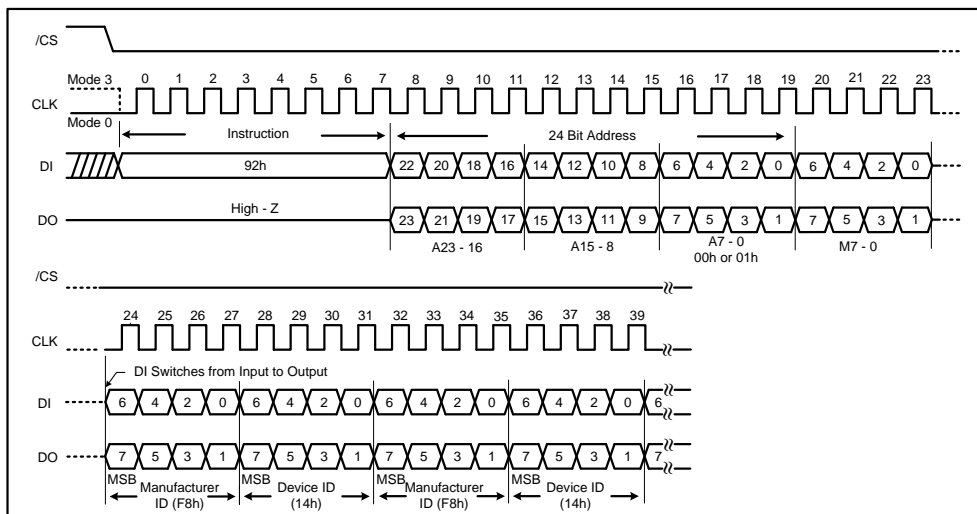 /CS
Mode 3 0 1 2 3 4 5 6 7 8 9 10 11 12 13 14 15 16 17 18 19 20 21 22 23
CLK
Mode 0
Instruction 24 Bit Address
DI 92h 22 20 18 16 14 12 10 8 6 4 2 0 6 4 2 0
High - Z
DO 23 21 19 17 15 13 11 9 7 5 3 1 7 5 3 1
A23 - 16 A15 - 8 A7 - 0 M7 - 0
00h or 01h
/CS
24 25 26 27 28 29 30 31 32 33 34 35 36 37 38 39
CLK
DI Switches from Input to Output
DI 6 4 2 0 6 4 2 0 6 4 2 0 6 4 2 0 6
DO 7 5 3 1 7 5 3 1 7 5 3 1 7 5 3 1 7
MSB MSB MSB MSB
Manufacturer Device ID Manufacturer Device ID
ID (F8h) (14h) ID (F8h) (14h)